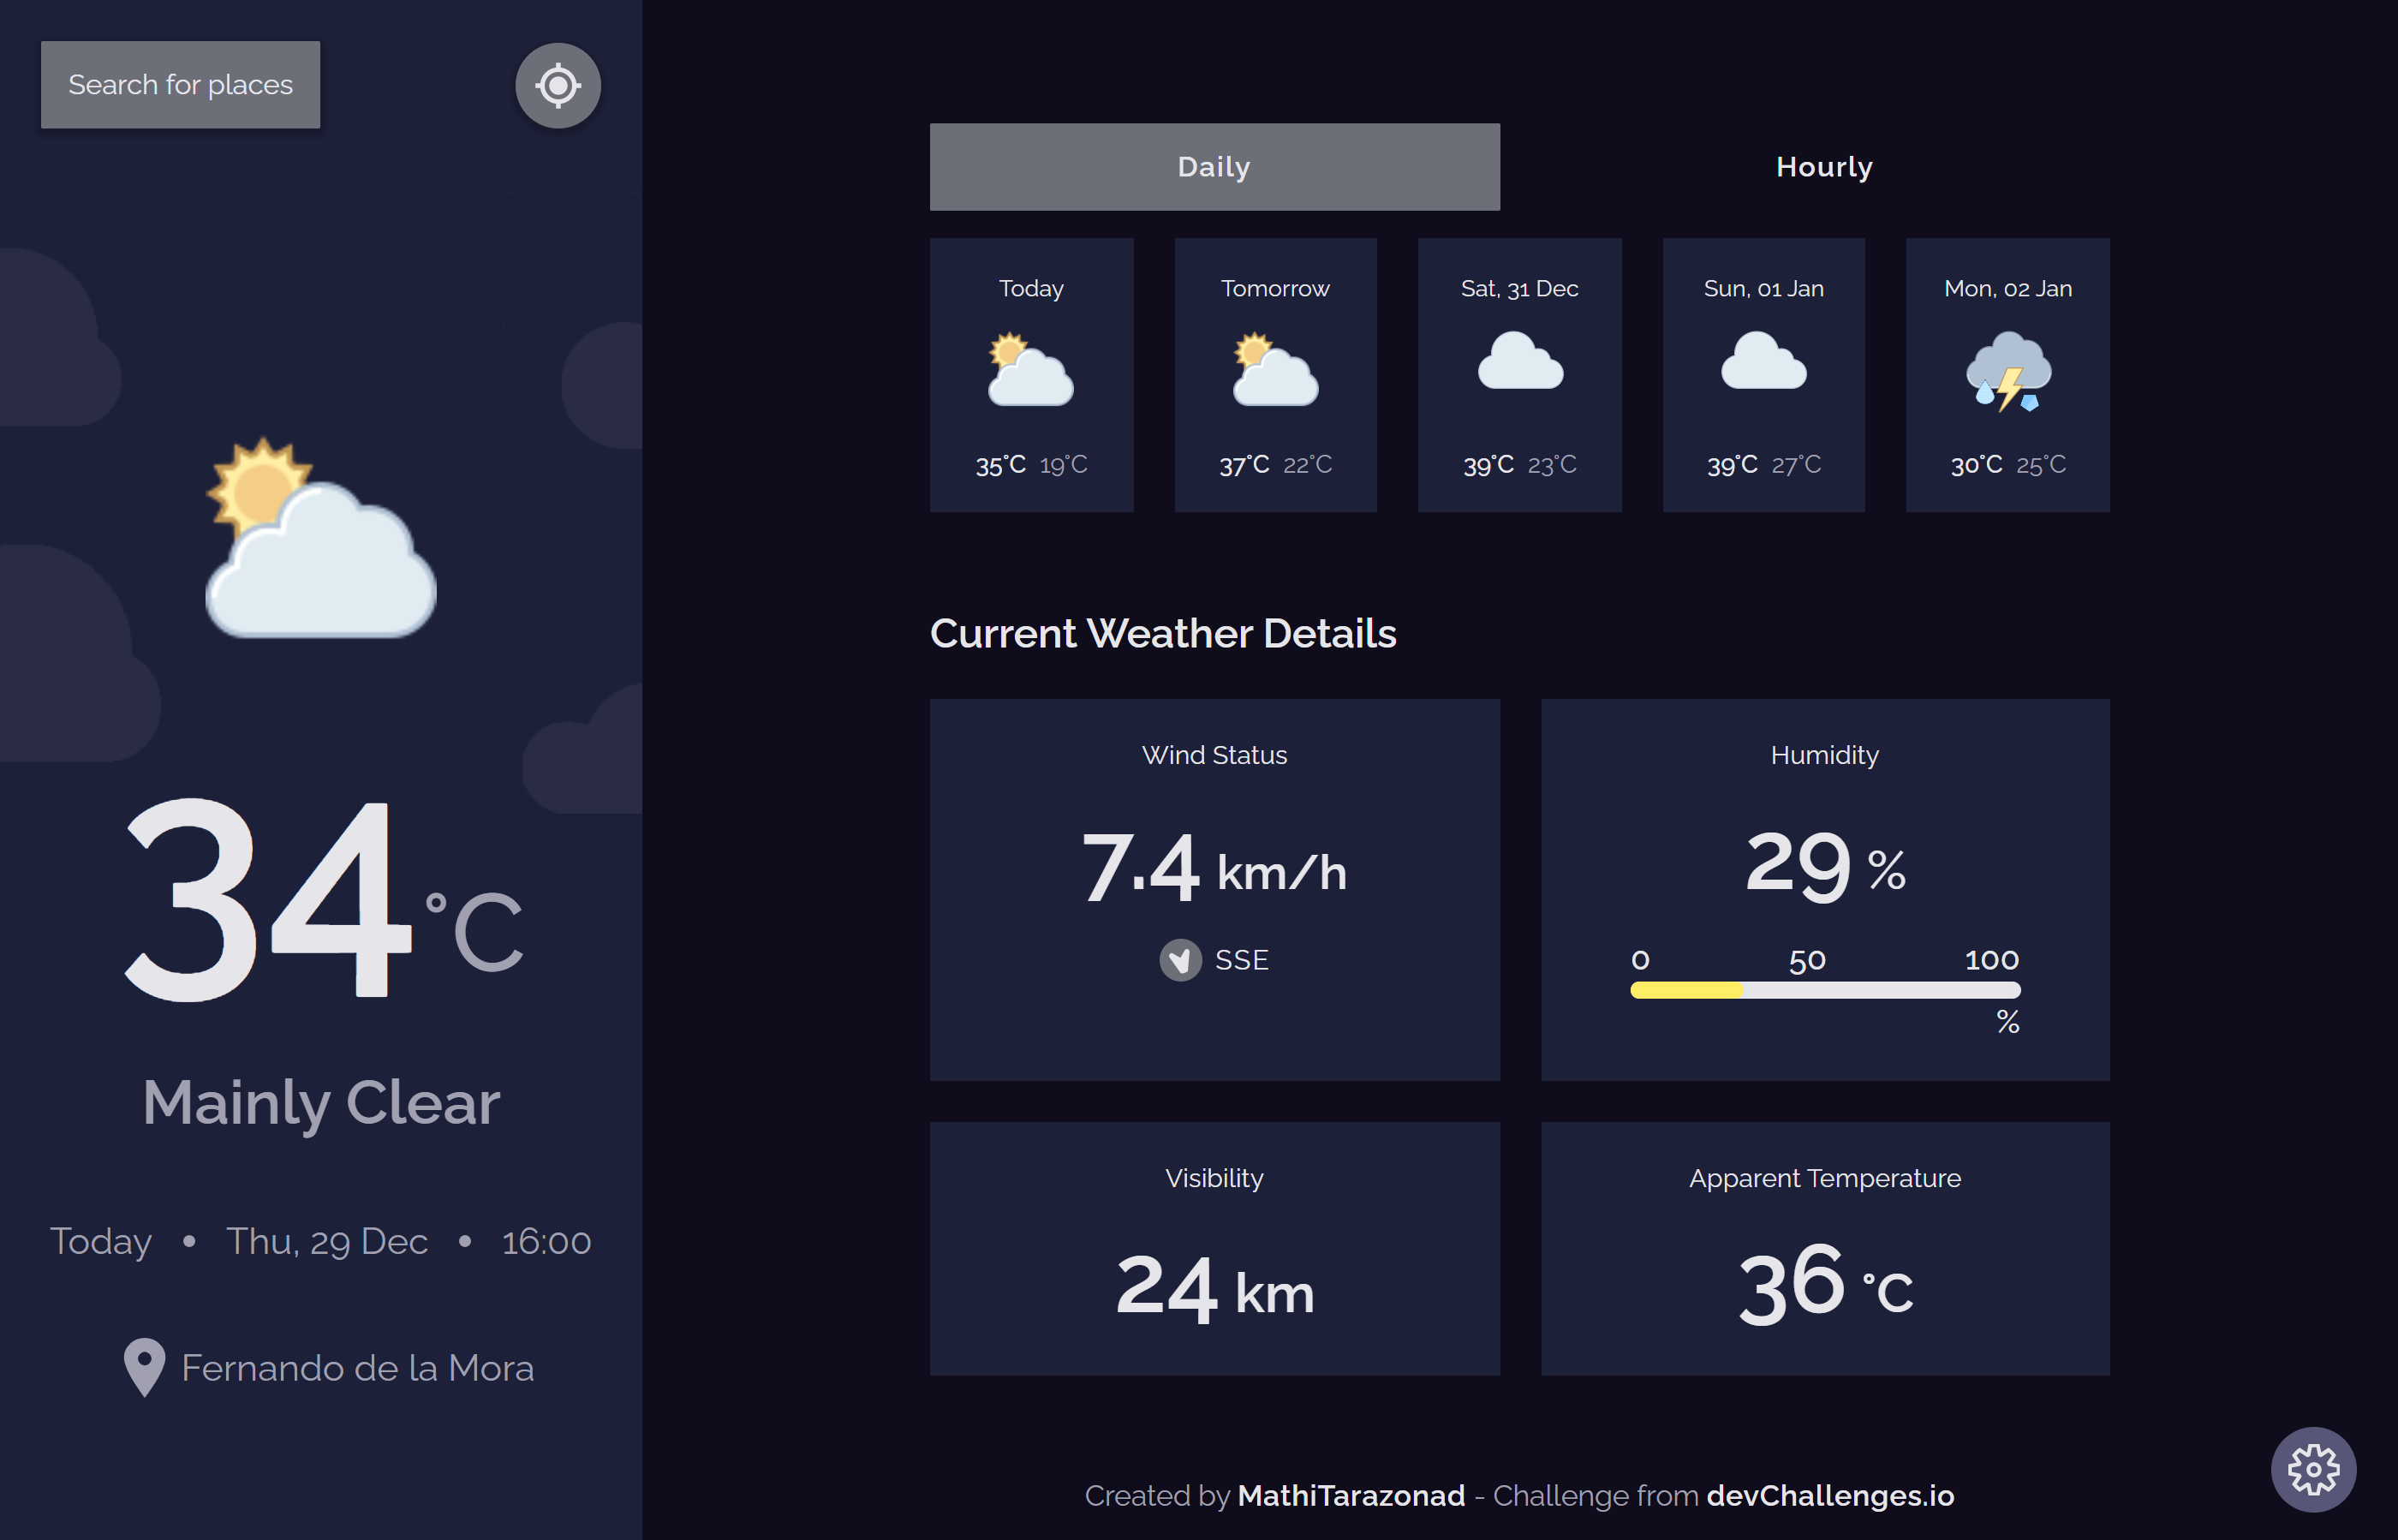 Search for places
34°C
Mainly Clear
Today • Thu, 29 Dec • 16:00
Fernando de la Mora
Daily
Hourly
Today
35°C 19°C
Tomorrow
37°C 22°C
Sat, 31 Dec
39°C 23°C
Sun, 01 Jan
39°C 27°C
Mon, 02 Jan
30°C 25°C
Current Weather Details
Wind Status
7.4 km/h
SSE
Humidity
29 %
0 50 100
%
Visibility
24 km
Apparent Temperature
36 °C
Created by MathiTarazonad - Challenge from devChallenges.io